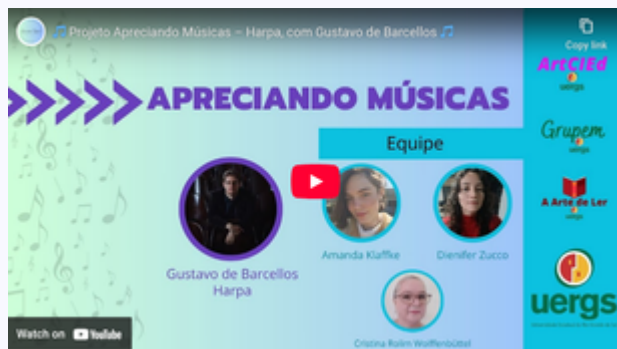 🎵Projeto Apreciando Músicas – Harpa, com Gustavo de Barcellos🎵
Copy link
APRECIANDO MÚSICAS
Equipe
Gustavo de Barcellos
Harpa
Amanda Klaffke
Dienifer Zucco
Cristina Rolim Wolffenbüttel
ArtCIEd
uergs
Grupem
uergs
A Arte de Ler
uergs
uergs
Watch on YouTube